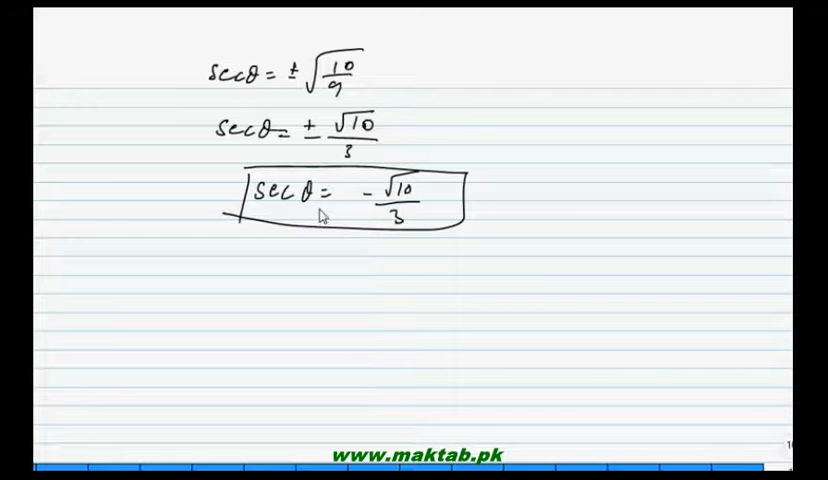 secθ = ± √10/9
secθ = ± √10/3
secθ = - √10/3
www.maktab.pk